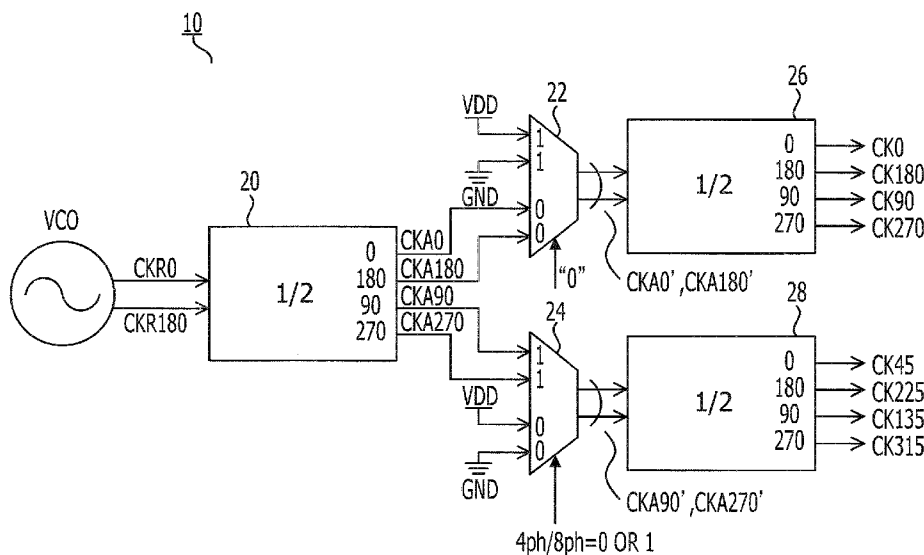 10
VCO
CKR0
CKR180
20
1/2
0
180
90
270
CKA0
CKA180
CKA90
CKA270
VDD
GND
22
1
1
0
0
"0"
CKA0',CKA180'
26
1/2
0
180
90
270
CK0
CK180
CK90
CK270
24
1
1
0
0
VDD
GND
4ph/8ph=0 OR 1
CKA90',CKA270'
28
1/2
0
180
90
270
CK45
CK225
CK135
CK315